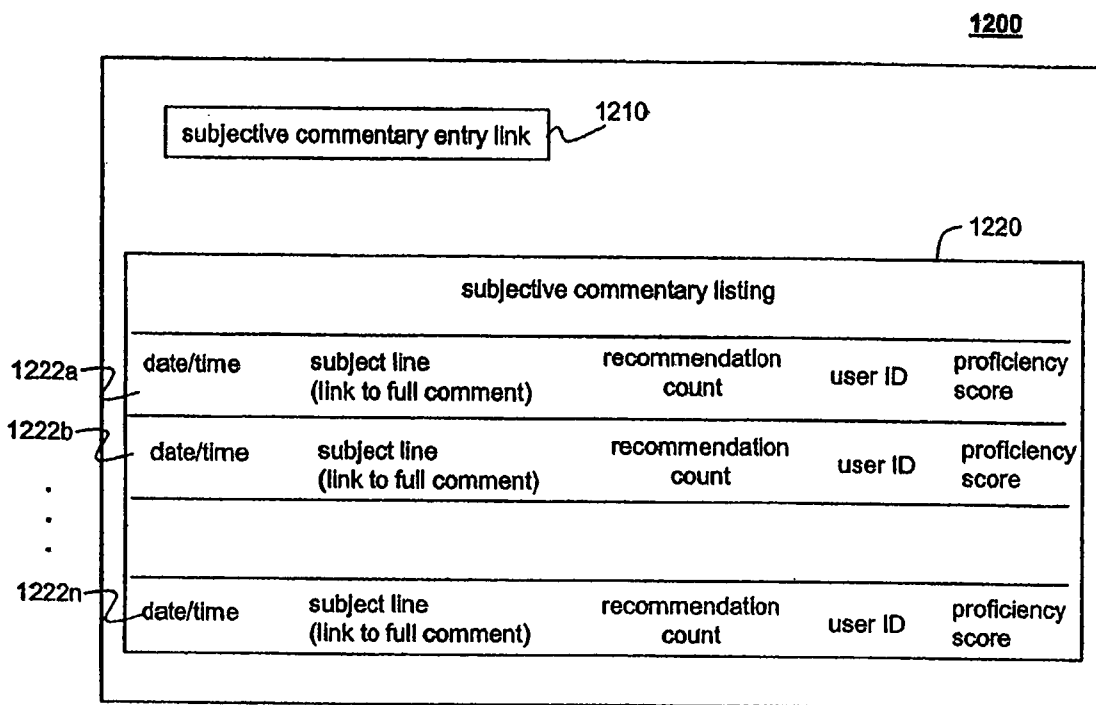 1200
subjective commentary entry link
1210
1220
subjective commentary listing
1222a
date/time subject line recommendation user ID proficiency
(link to full comment) count score
1222b
date/time subject line recommendation user ID proficiency
(link to full comment) count score
.
.
.
1222n
date/time subject line recommendation user ID proficiency
(link to full comment) count score